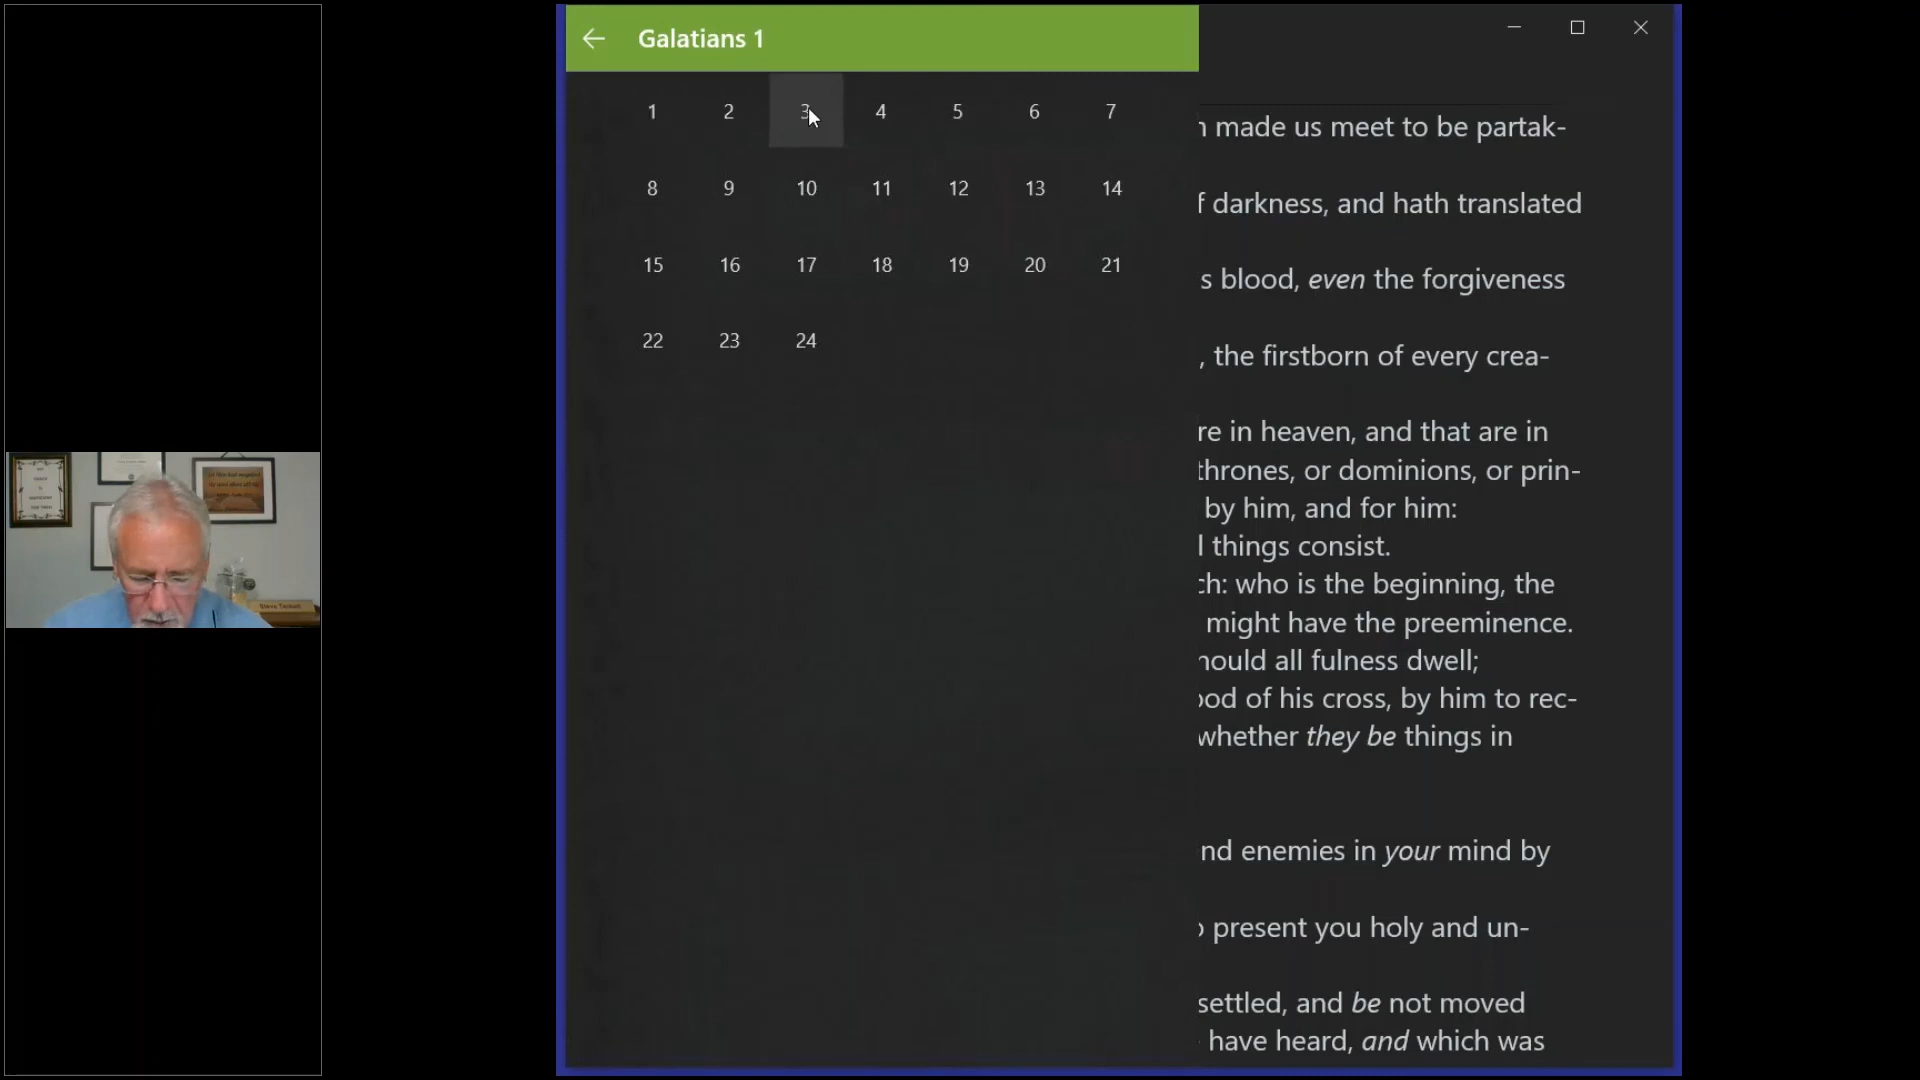 Galatians 1
1 2 3 4 5 6 7
8 9 10 11 12 13 14
15 16 17 18 19 20 21
22 23 24
made us meet to be partak-
darkness, and hath translated
blood, even the forgiveness
, the firstborn of every crea-
re in heaven, and that are in
thrones, or dominions, or prin-
by him, and for him:
things consist.
ch: who is the beginning, the
might have the preeminence.
hould all fulness dwell;
ood of his cross, by him to rec-
whether they be things in
nd enemies in your mind by
present you holy and un-
settled, and be not moved
have heard, and which was